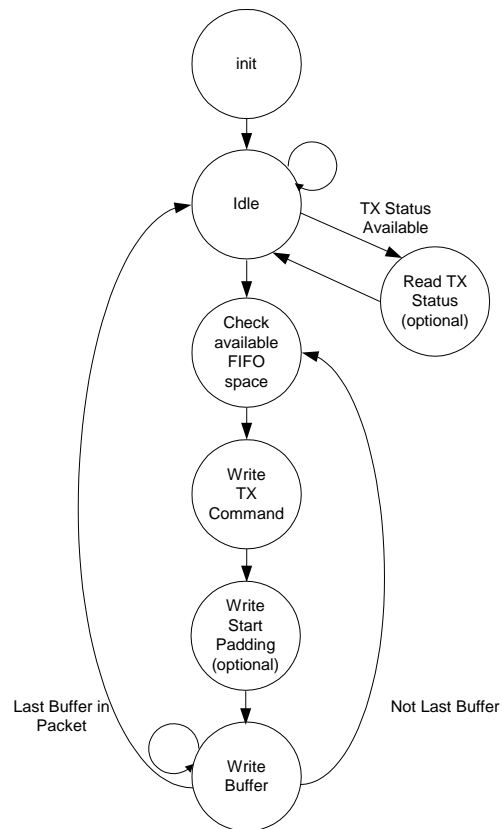 init
Idle
TX Status
Available
Read TX
Status
(optional)
Check
available
FIFO
space
Write
TX
Command
Write
Start
Padding
(optional)
Last Buffer in
Packet
Not Last Buffer
Write
Buffer